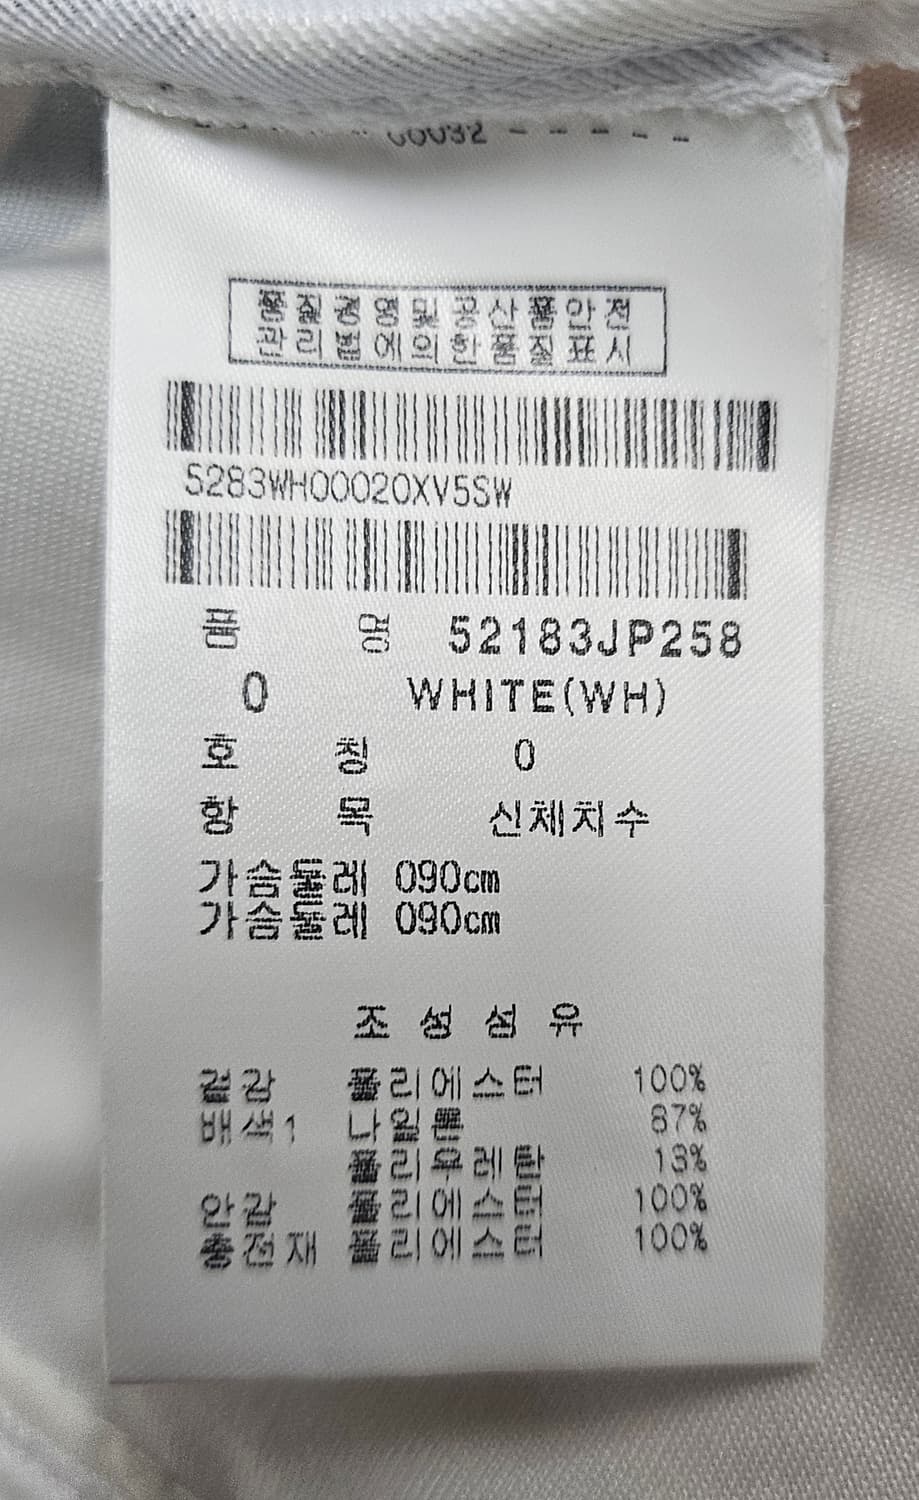 00032 - - - - -
품질경영및공산품안전
관리법에의한품질표시
5283WH00020XV5SW
품 명 52183JP258
0 WHITE(WH)
호 칭 0
항 목 신체치수
가슴둘레 090cm
가슴둘레 090cm
조성섬유
겉감 폴리에스터 100%
배색1 나일론 87%
폴리우레탄 13%
안감 폴리에스터 100%
충전재 폴리에스터 100%